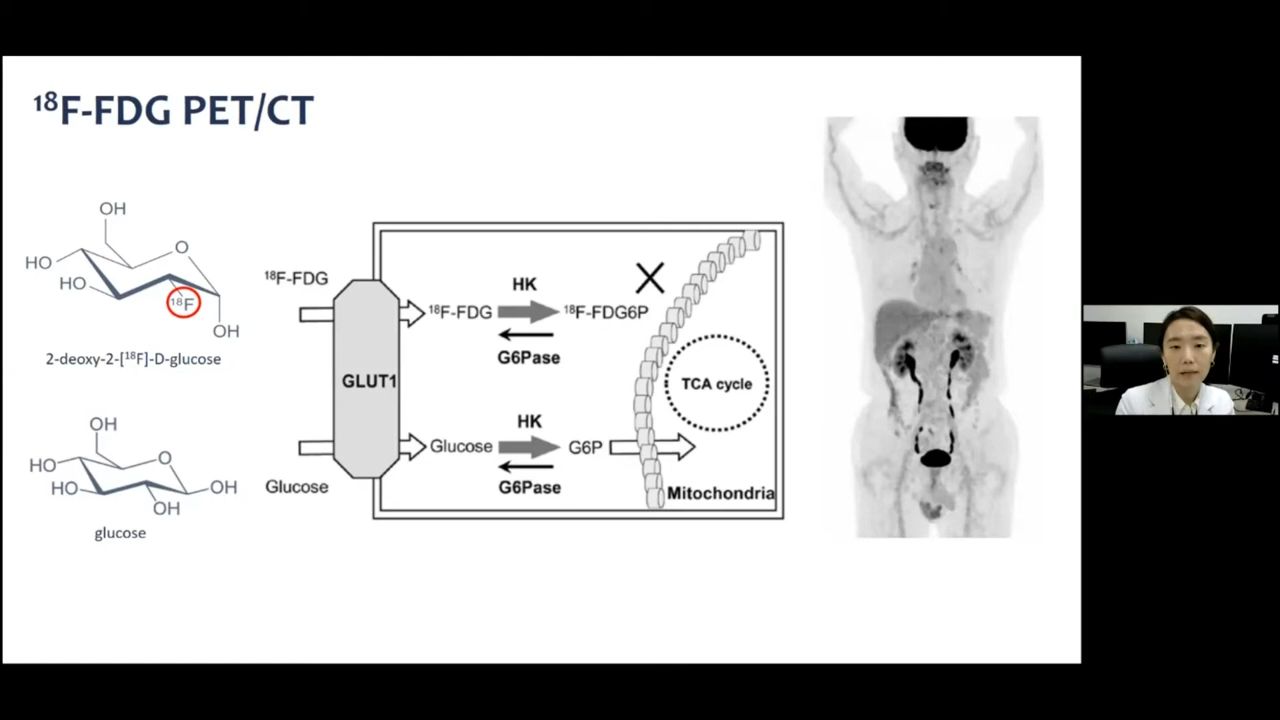 ¹⁸F-FDG PET/CT
OH
O
HO
HO
¹⁸F
OH
2-deoxy-2-[¹⁸F]-D-glucose
OH
HO
O
HO
OH
OH
glucose
¹⁸F-FDG
GLUT1
Glucose
HK
¹⁸F-FDG
¹⁸F-FDG6P
G6Pase
TCA cycle
HK
Glucose
G6P
G6Pase
Mitochondria